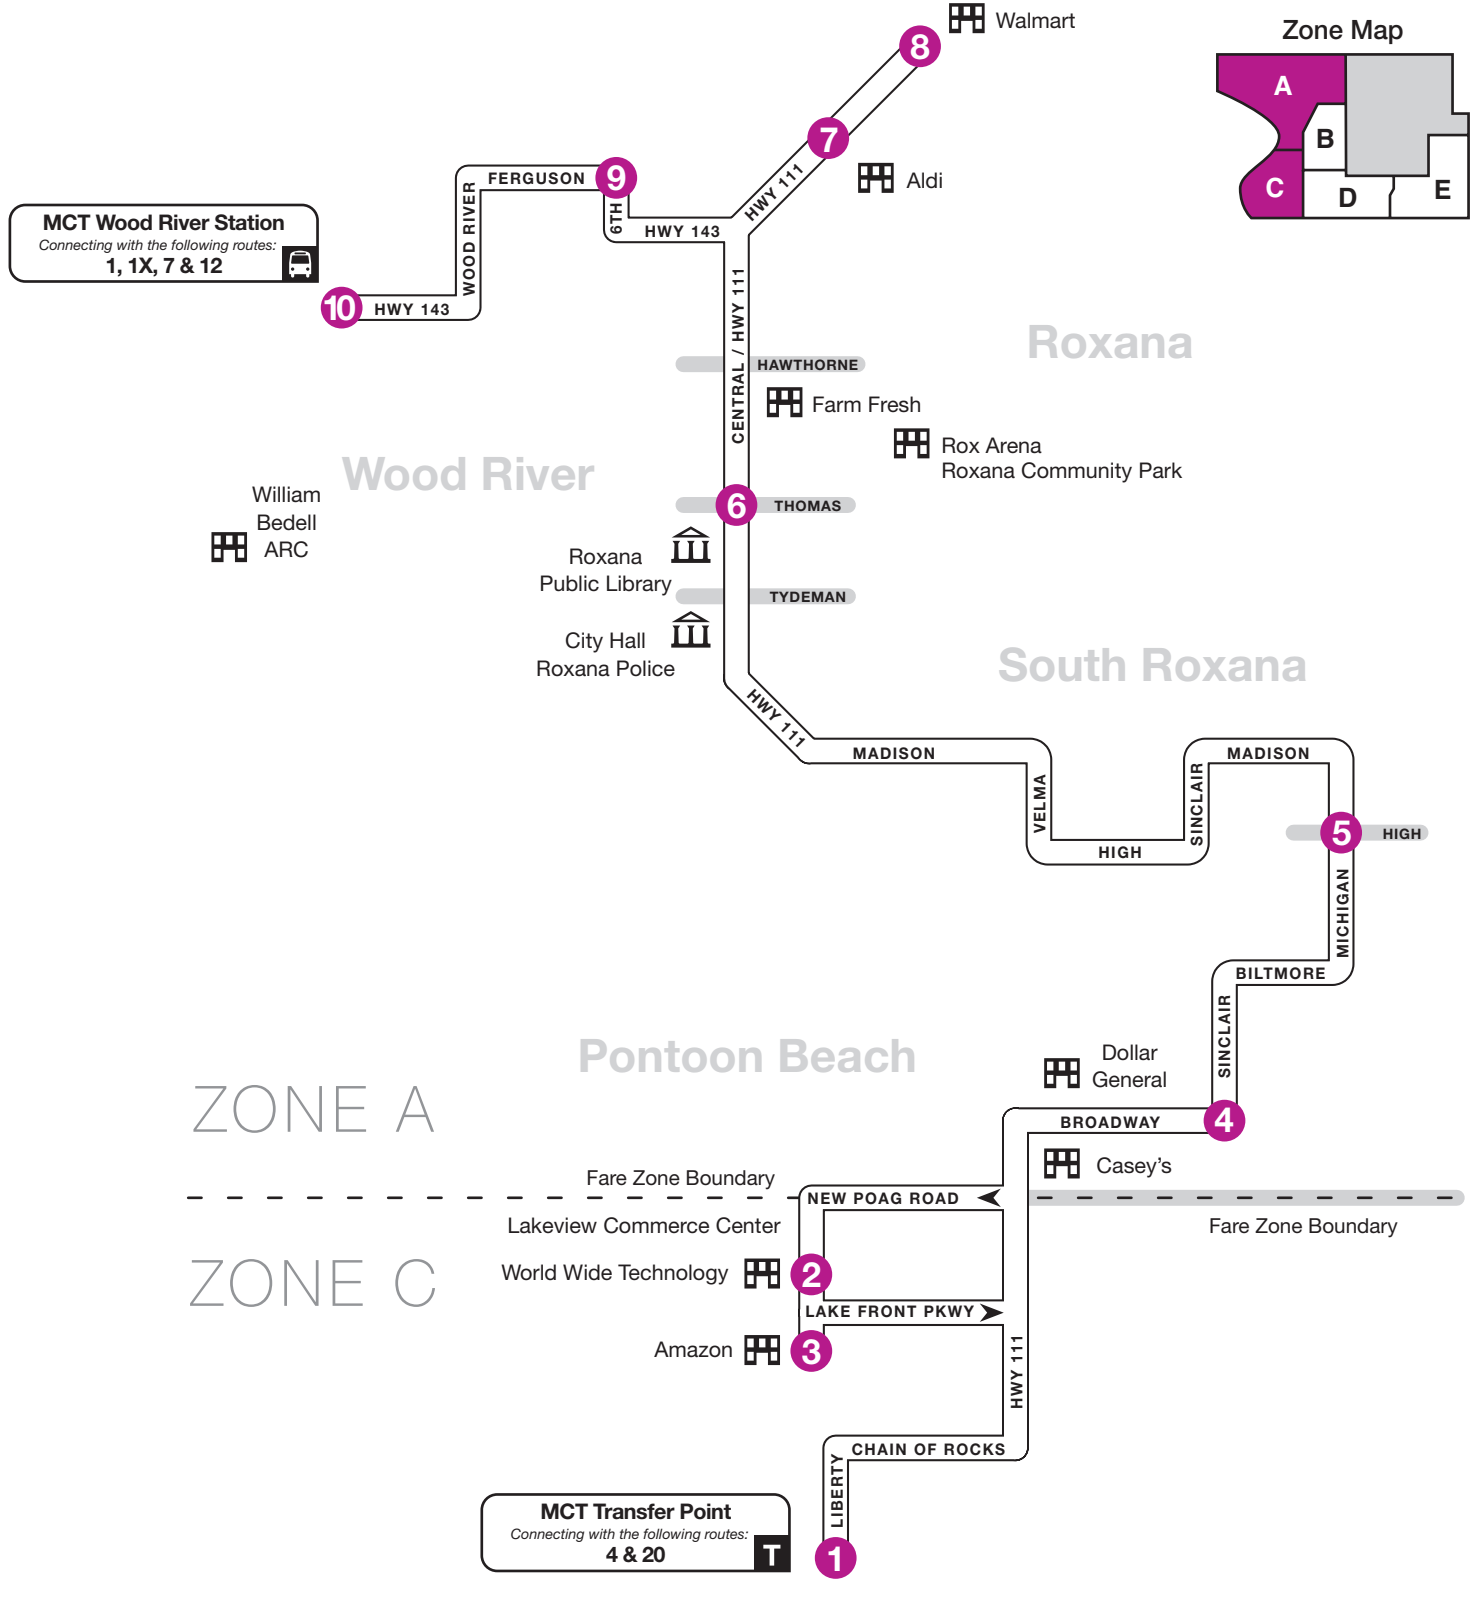 Walmart
Zone Map
8
A
B
C
D
E
7
HWY 111
Aldi
FERGUSON
9
6TH
WOOD RIVER
HWY 143
MCT Wood River Station
Connecting with the following routes:
1, 1X, 7 & 12
10
HWY 143
CENTRAL / HWY 111
Roxana
HAWTHORNE
Farm Fresh
Rox Arena
Roxana Community Park
Wood River
William
Bedell
ARC
6
THOMAS
Roxana
Public Library
TYDEMAN
City Hall
Roxana Police
South Roxana
HWY 111
MADISON
VELMA
HIGH
SINCLAIR
MADISON
5
HIGH
MICHIGAN
BILTMORE
SINCLAIR
Pontoon Beach
Dollar
General
ZONE A
BROADWAY
4
Casey's
Fare Zone Boundary
NEW POAG ROAD
Fare Zone Boundary
Lakeview Commerce Center
ZONE C
World Wide Technology
2
LAKE FRONT PKWY
Amazon
3
HWY 111
CHAIN OF ROCKS
LIBERTY
MCT Transfer Point
Connecting with the following routes:
4 & 20
T
1